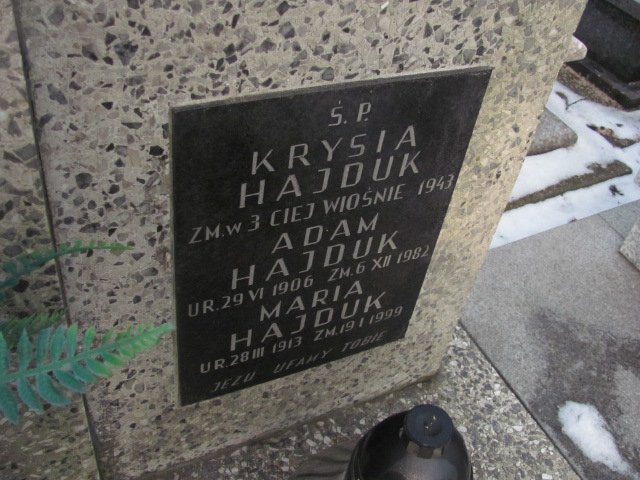 Ś.P.
KRYSIA
HAJDUK
ZM.w 3 CIEJ WIOŚNIE 1943
ADAM
HAJDUK
UR.29 VI 1906 ZM.6 XII 1982
MARIA
HAJDUK
UR.28 III 1913 ZM.19 I 1999
JEZU UFAMY TOBIE